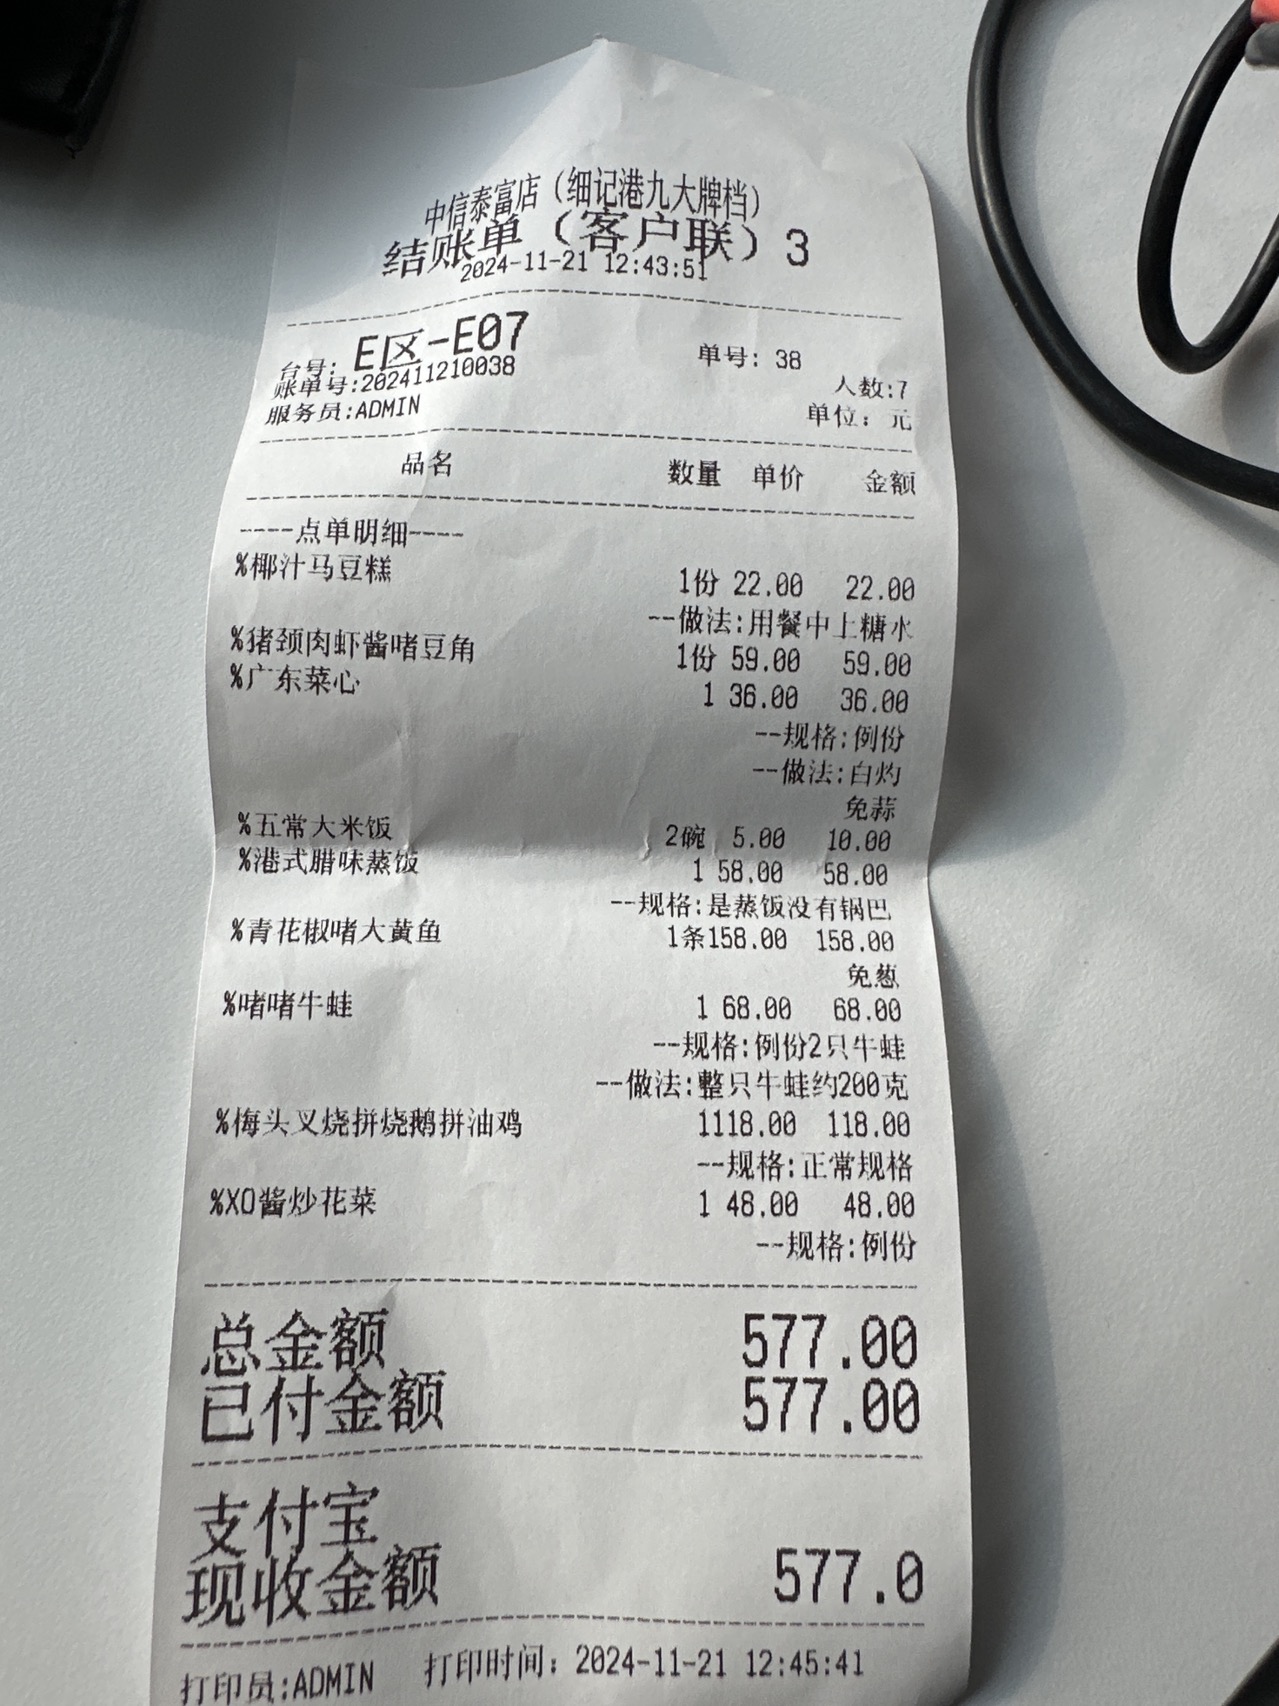 中信泰富店（细记港九大牌档）
结账单（客户联）3
2024-11-21 12:43:51
台号: E区-E07 单号: 38
账单号:202411210038 人数:7
服务员:ADMIN 单位: 元
品名 数量 单价 金额
----点单明细----
%椰汁马豆糕
1份 22.00 22.00
--做法:用餐中上糖水
%猪颈肉虾酱啫豆角
1份 59.00 59.00
%广东菜心
1 36.00 36.00
--规格:例份
--做法:白灼
免蒜
%五常大米饭
2碗 5.00 10.00
%港式腊味蒸饭
1 58.00 58.00
--规格:是蒸饭没有锅巴
%青花椒啫大黄鱼
1条158.00 158.00
免葱
%啫啫牛蛙
1 68.00 68.00
--规格:例份2只牛蛙
--做法:整只牛蛙约200克
%梅头叉烧拼烧鹅拼油鸡
1118.00 118.00
--规格:正常规格
%XO酱炒花菜
1 48.00 48.00
--规格:例份
总金额 577.00
已付金额 577.00
支付宝
现收金额 577.0
打印员:ADMIN 打印时间: 2024-11-21 12:45:41